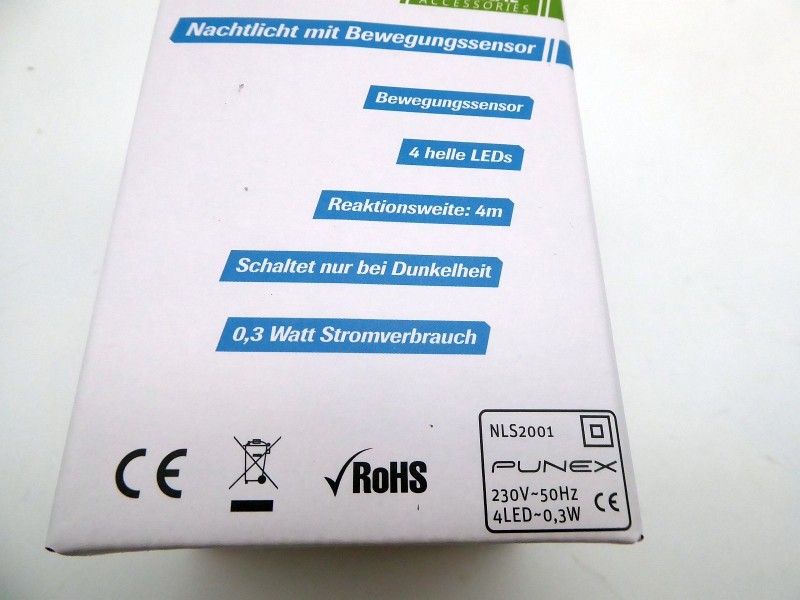 ACCESSORIES
Nachtlicht mit Bewegungssensor
Bewegungssensor
4 helle LEDs
Reaktionsweite: 4m
Schaltet nur bei Dunkelheit
0,3 Watt Stromverbrauch
CE
RoHS
NLS2001
PUNEX
230V~50Hz
4LED~0,3W
CE